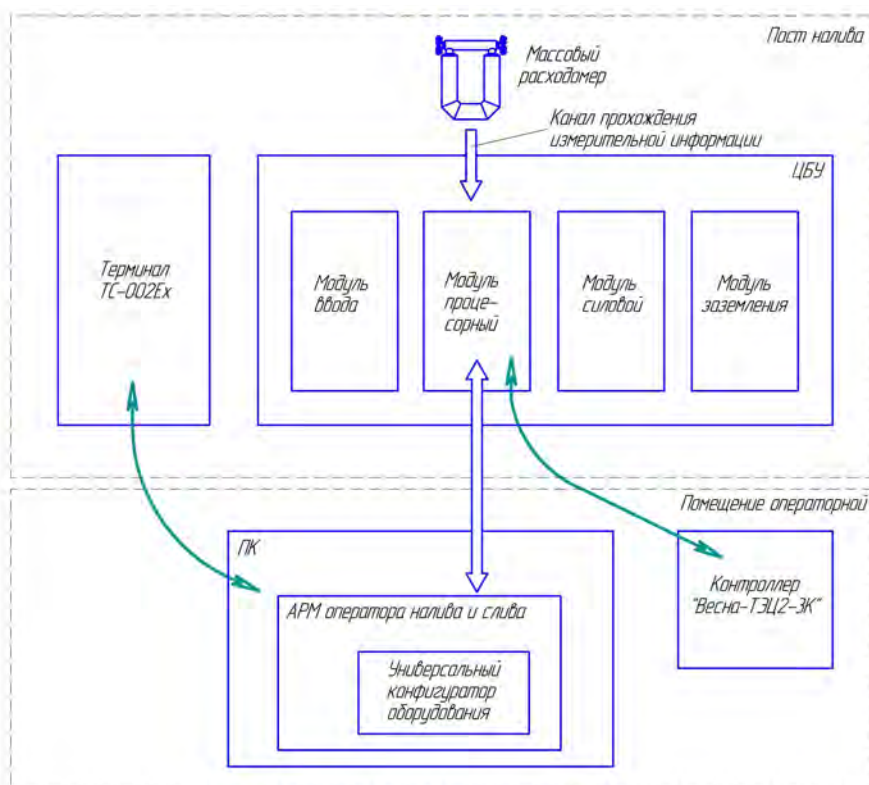 Пост налива
Массовый
расходомер
Канал прохождения
измерительной информации
ЦБУ
Терминал
ТС-002Ex
Модуль
ввода
Модуль
проце-
сорный
Модуль
силовой
Модуль
заземления
Помещение операторной
ПК
АРМ оператора налива и слива
Универсальный
конфигуратор
оборудования
Контроллер
"Весна-ТЭЦ2-3К"